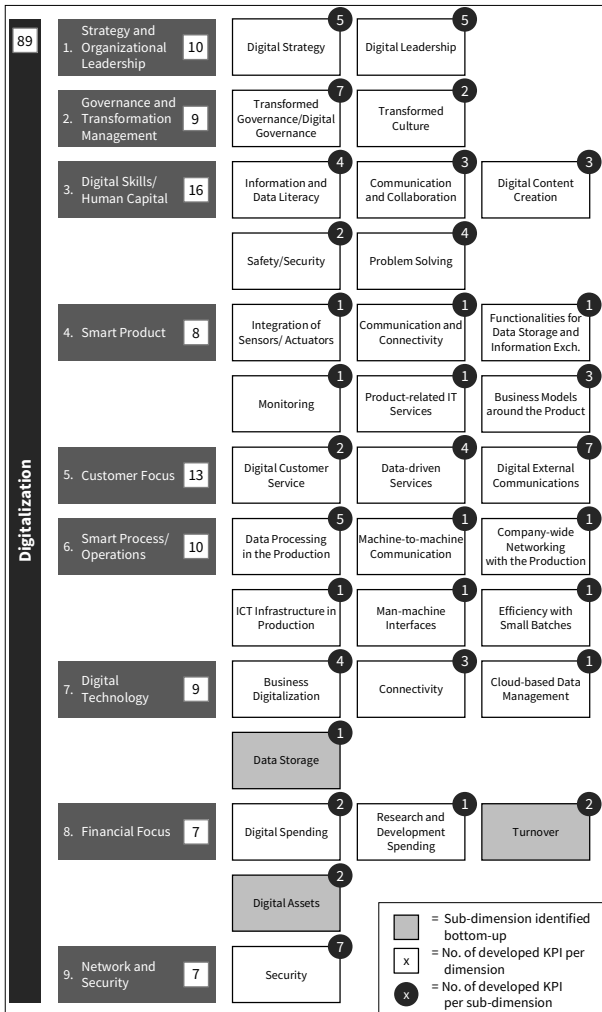 89
Digitalization
1. Strategy and
Organizational
Leadership
10
5
Digital Strategy
5
Digital Leadership
2. Governance and
Transformation
Management
9
7
Transformed
Governance/Digital
Governance
2
Transformed
Culture
3. Digital Skills/
Human Capital
16
4
Information and
Data Literacy
3
Communication
and Collaboration
3
Digital Content
Creation
2
Safety/Security
4
Problem Solving
4. Smart Product
8
1
Integration of
Sensors/ Actuators
1
Communication and
Connectivity
1
Functionalities for
Data Storage and
Information Exch.
1
Monitoring
1
Product-related IT
Services
3
Business Models
around the Product
5. Customer Focus
13
2
Digital Customer
Service
4
Data-driven
Services
7
Digital External
Communications
6. Smart Process/
Operations
10
5
Data Processing
in the Production
1
Machine-to-machine
Communication
1
Company-wide
Networking
with the Production
1
ICT Infrastructure in
Production
1
Man-machine
Interfaces
1
Efficiency with
Small Batches
7. Digital
Technology
9
4
Business
Digitalization
3
Connectivity
1
Cloud-based Data
Management
1
Data Storage
8. Financial Focus
7
2
Digital Spending
1
Research and
Development
Spending
2
Turnover
2
Digital Assets
9. Network and
Security
7
7
Security
= Sub-dimension identified
bottom-up
x
= No. of developed KPI per
dimension
x
= No. of developed KPI
per sub-dimension